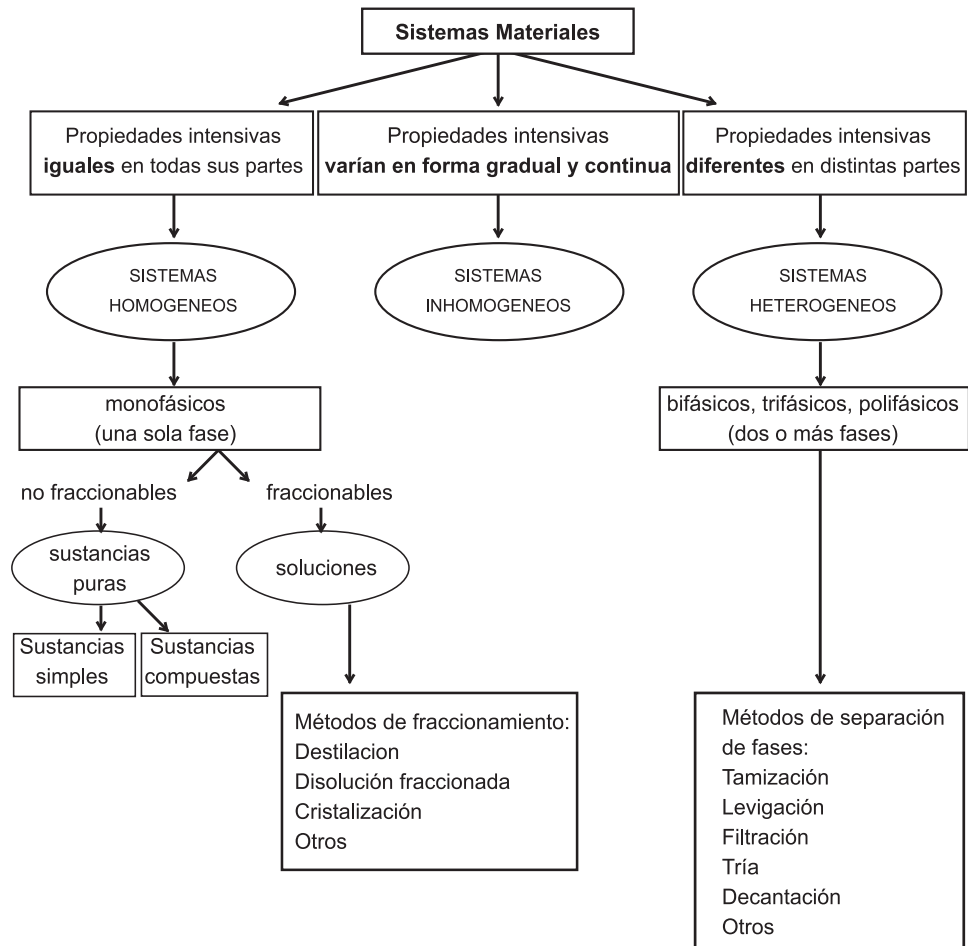 Sistemas Materiales
Propiedades intensivas
iguales en todas sus partes
Propiedades intensivas
varían en forma gradual y continua
Propiedades intensivas
diferentes en distintas partes
SISTEMAS
HOMOGENEOS
SISTEMAS
INHOMOGENEOS
SISTEMAS
HETEROGENEOS
monofásicos
(una sola fase)
bifásicos, trifásicos, polifásicos
(dos o más fases)
no fraccionables
fraccionables
sustancias
puras
soluciones
Sustancias
simples
Sustancias
compuestas
Métodos de fraccionamiento:
Destilacion
Disolución fraccionada
Cristalización
Otros
Métodos de separación
de fases:
Tamización
Levigación
Filtración
Tría
Decantación
Otros